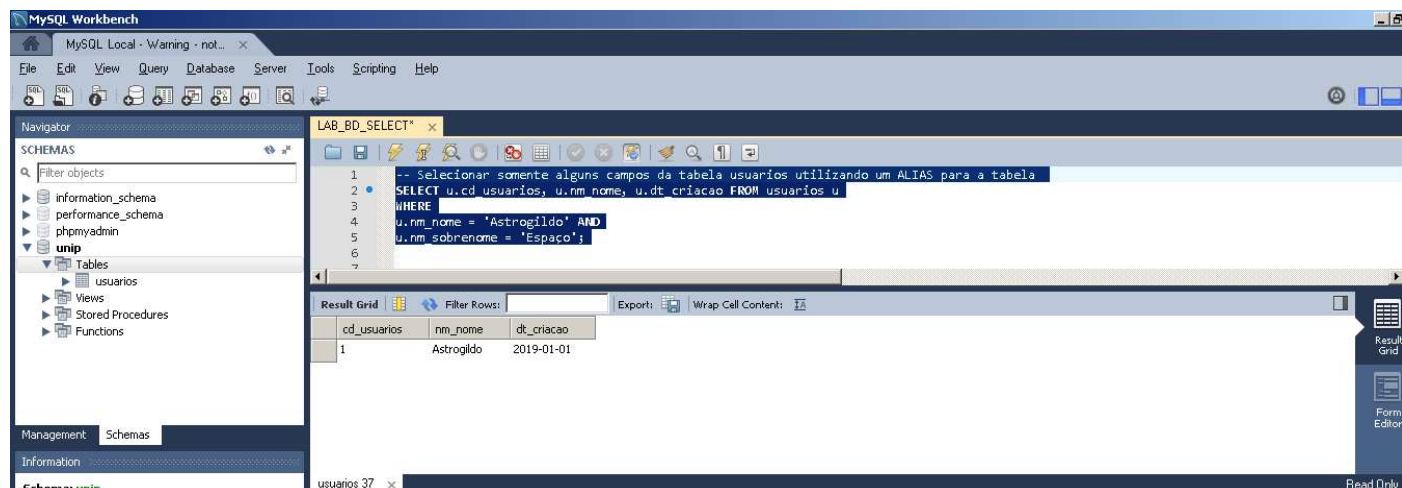 MySQL Workbench
MySQL Local - Warning - not...
File Edit View Query Database Server Tools Scripting Help
Navigator
SCHEMAS
Filter objects
information_schema
performance_schema
phpmyadmin
unip
Tables
usuarios
Views
Stored Procedures
Functions
Management Schemas
Information
LAB_BD_SELECT*
1 -- Selecionar somente alguns campos da tabela usuarios utilizando um ALIAS para a tabela
2 SELECT u.cd_usuarios, u.nm_nome, u.dt_criacao FROM usuarios u
3 WHERE
4 u.nm_nome = 'Astrogildo' AND
5 u.nm_sobrenome = 'Espaço';
6
7
Result Grid Filter Rows: Export: Wrap Cell Content:
cd_usuarios nm_nome dt_criacao
1 Astrogildo 2019-01-01
Result
Grid
Form
Editor
usuarios 37 Read Only